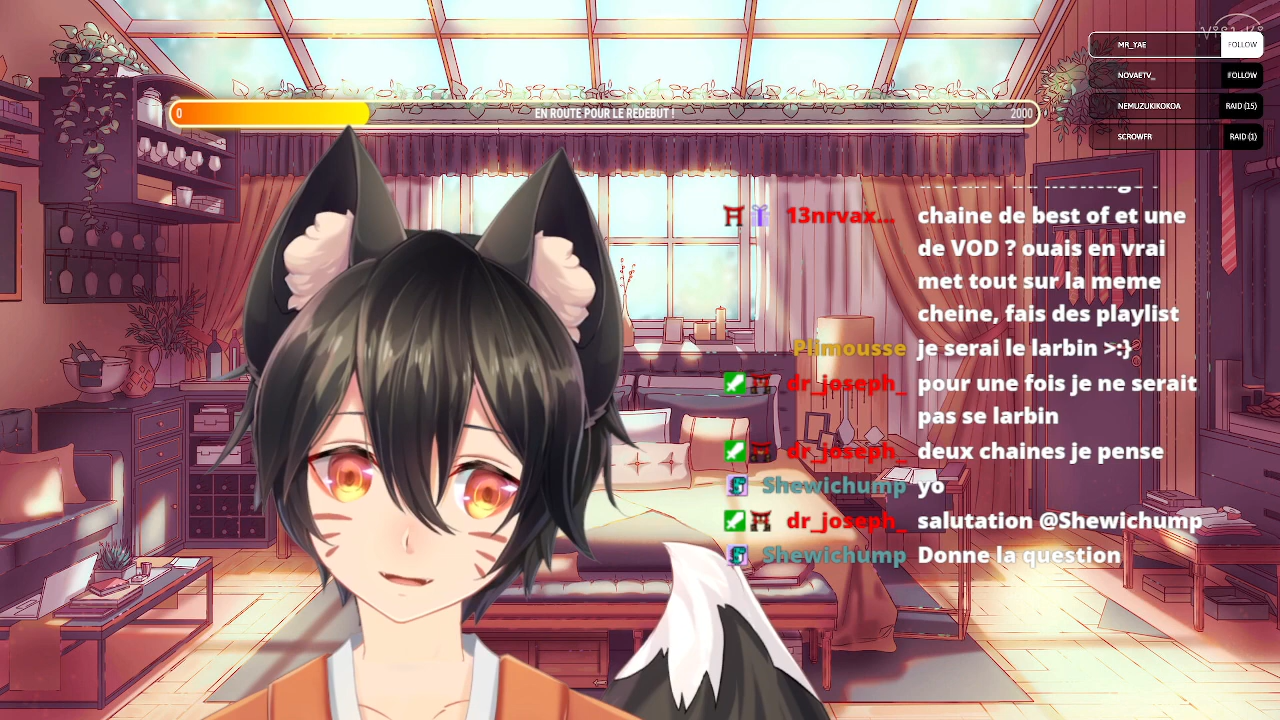 MR_YAE FOLLOW
NOVAETV_ FOLLOW
0 EN ROUTE POUR LE REDEBUT ! 2000
NEMUZUKIKOKOA RAID (15)
SCROWFR RAID (1)
13nrvax... chaine de best of et une
de VOD ? ouais en vrai
met tout sur la meme
cheine, fais des playlist
Plimousse je serai le larbin >:}
dr_joseph_ pour une fois je ne serait
pas se larbin
dr_joseph_ deux chaines je pense
Shewichump yo
dr_joseph_ salutation @Shewichump
Shewichump Donne la question